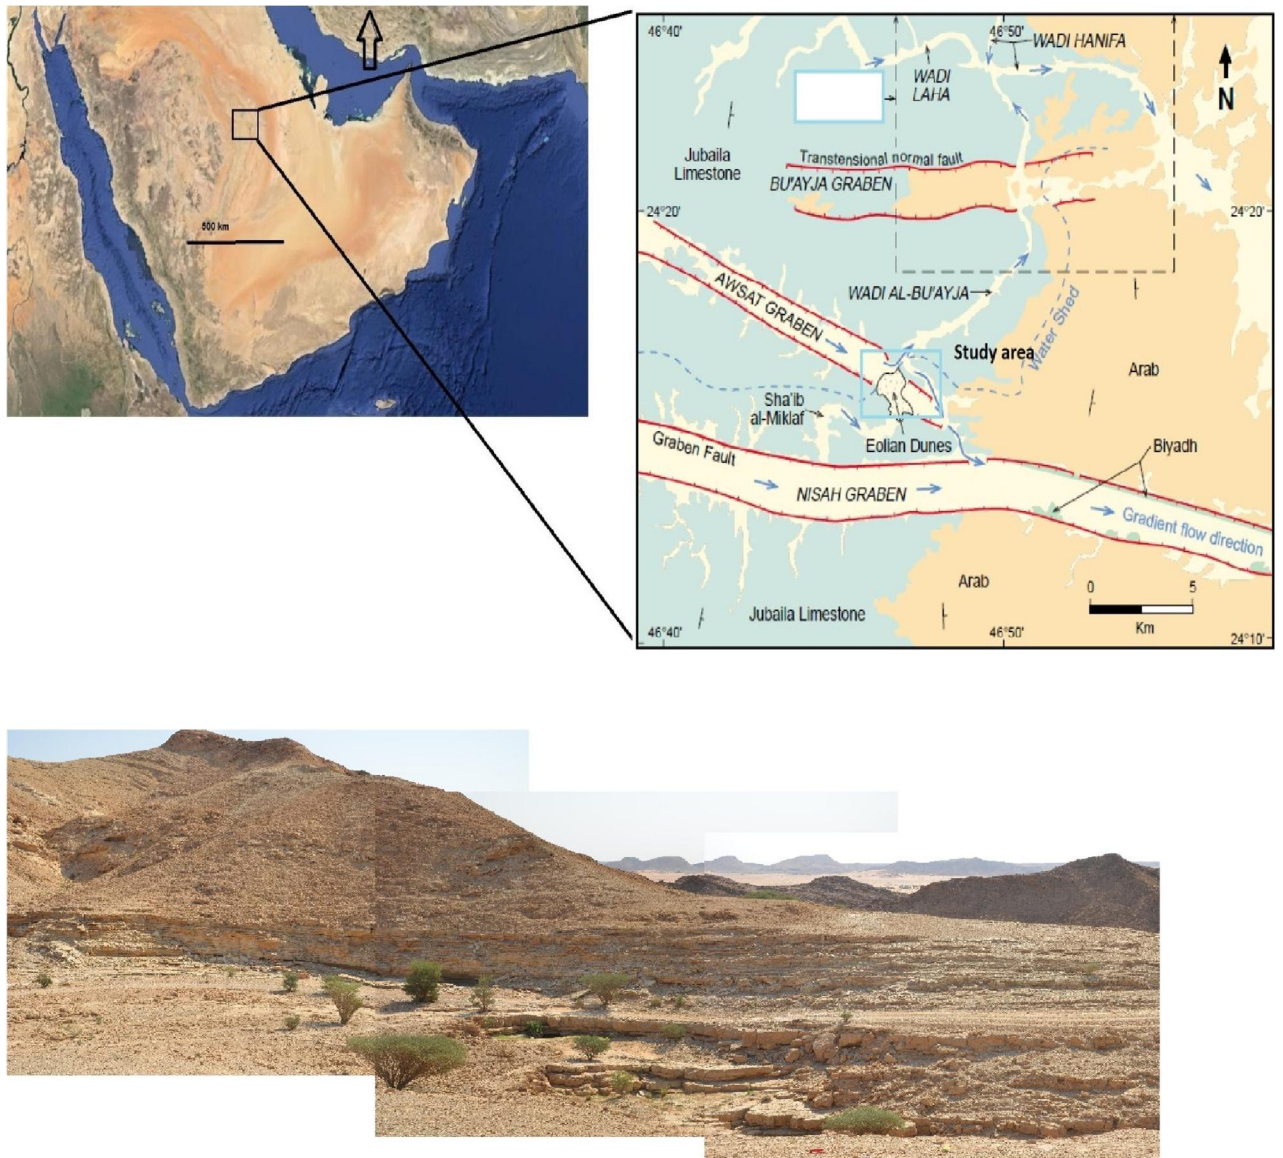 500 km
46°40'
46°50'
WADI HANIFA
WADI
LAHA
N
Jubaila
Limestone
Transtensional normal fault
BU'AYJA GRABEN
24°20'
24°20'
AWSAT GRABEN
WADI AL-BU'AYJA
Water Shed
Study area
Arab
Sha'ib
al-Miklaf
Eolian Dunes
Biyadh
Graben Fault
NISAH GRABEN
Gradient flow direction
Arab
0 5
Km
Jubaila Limestone
46°40'
46°50'
24°10'